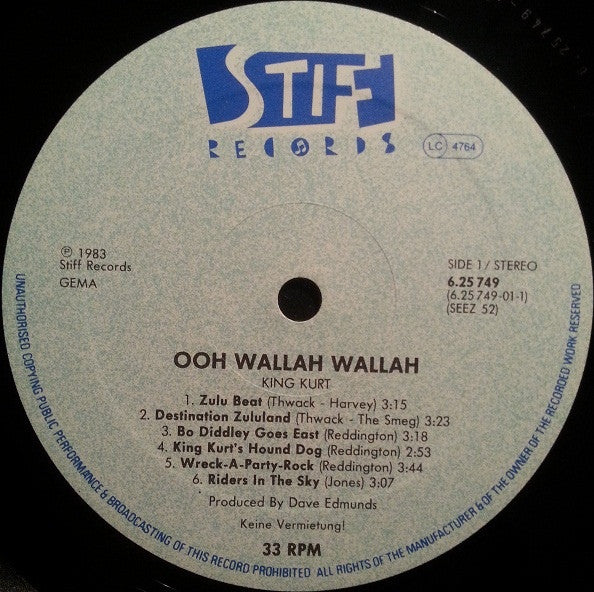 STIFF
RECORDS
LC 4764
℗ 1983
Stiff Records
GEMA
SIDE 1/ STEREO
6.25 749
(6.25 749-01-1)
(SEEZ 52)
OOH WALLAH WALLAH
KING KURT
1. Zulu Beat (Thwack - Harvey) 3:15
2. Destination Zululand (Thwack - The Smeg) 3:23
3. Bo Diddley Goes East (Reddington) 3:18
4. King Kurt's Hound Dog (Reddington) 2:53
5. Wreck-A-Party-Rock (Reddington) 3:44
6. Riders In The Sky (Jones) 3:07
Produced By Dave Edmunds
Keine Vermietung!
33 RPM
UNAUTHORISED COPYING PUBLIC PERFORMANCE & BROADCASTING OF THIS RECORD PROHIBITED ALL RIGHTS OF THE MANUFACTURER & OF THE OWNER OF THE RECORDED WORK RESERVED